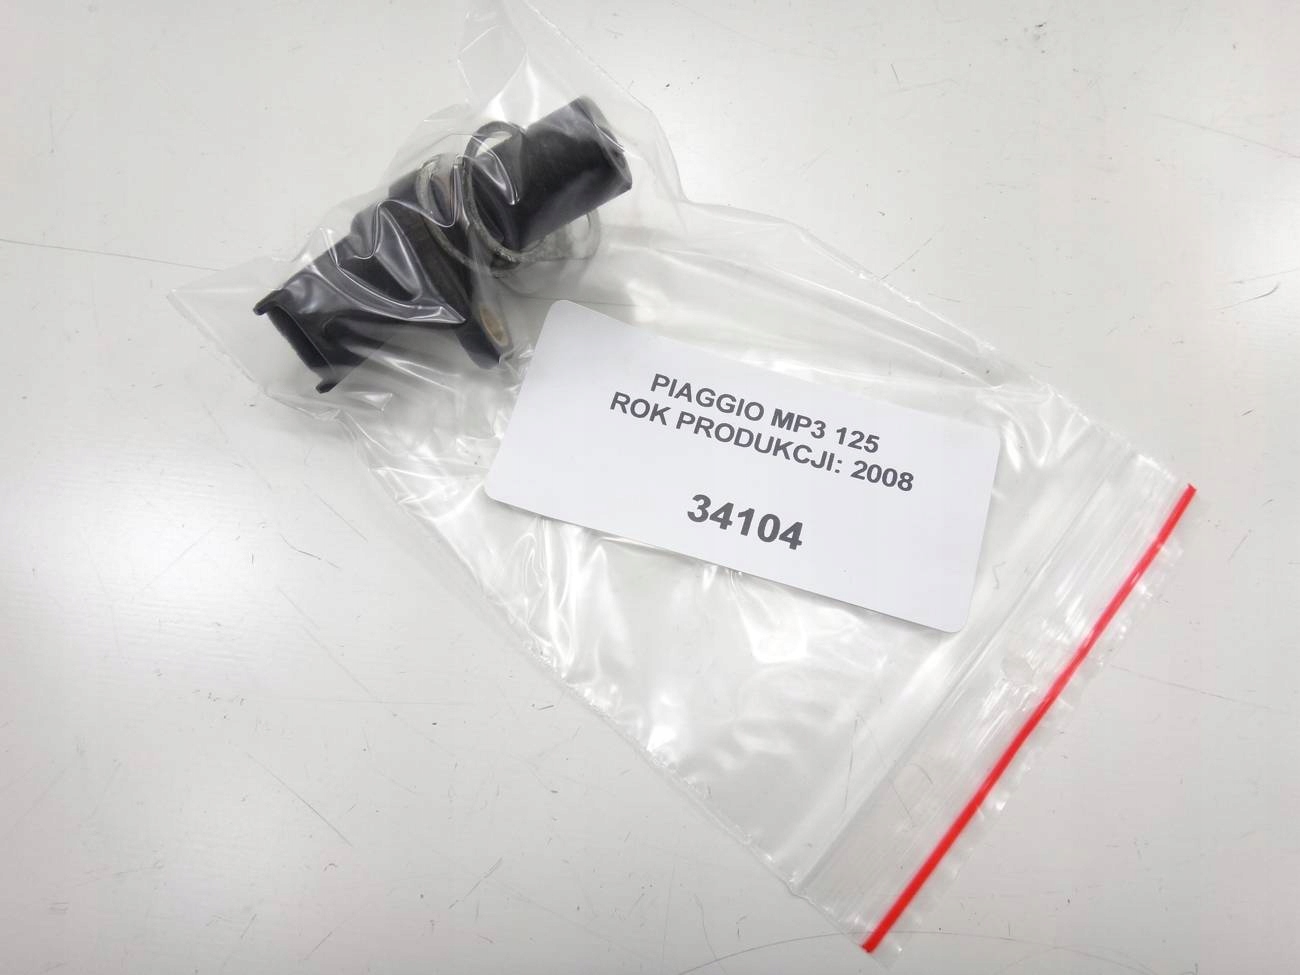 PIAGGIO MP3 125
ROK PRODUKCJI: 2008
34104